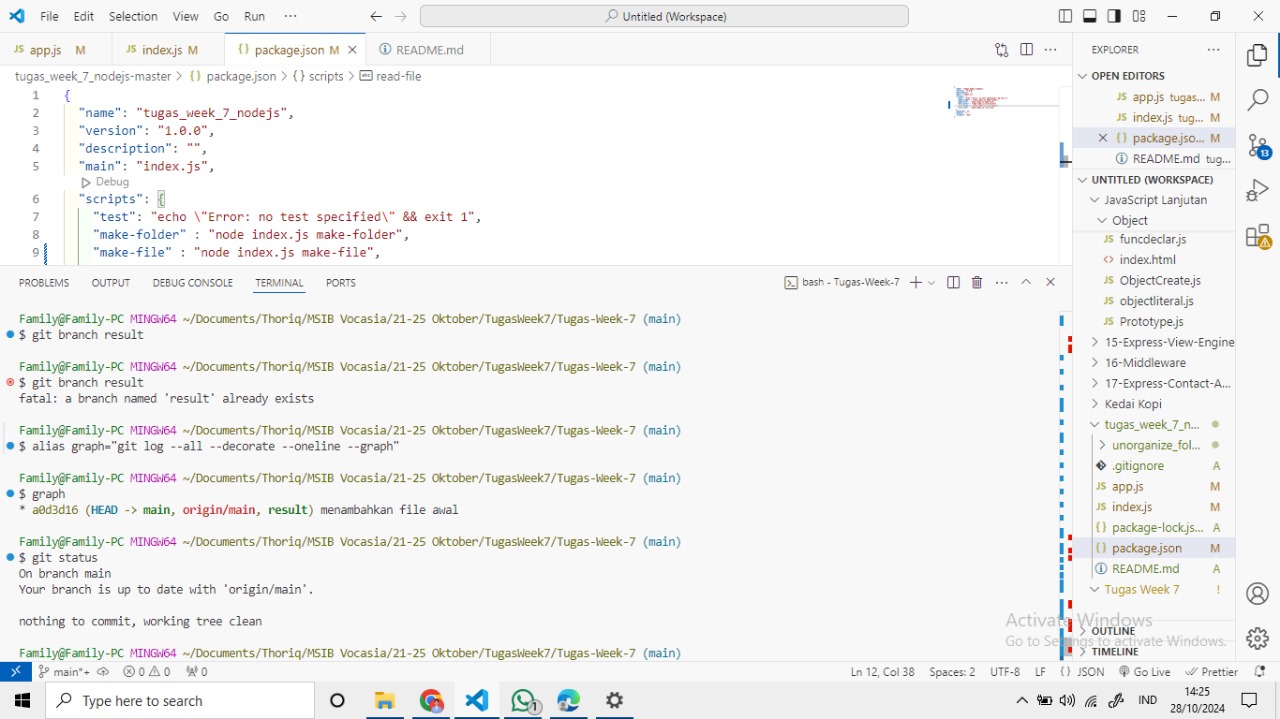 File Edit Selection View Go Run ··· Untitled (Workspace)
app.js M index.js M package.json M README.md
tugas_week_7_nodejs-master > {} package.json > {} scripts > abc read-file
1 {
2 "name": "tugas_week_7_nodejs",
3 "version": "1.0.0",
4 "description": "",
5 "main": "index.js",
Debug
6 "scripts": {
7 "test": "echo \"Error: no test specified\" && exit 1",
8 "make-folder" : "node index.js make-folder",
9 "make-file" : "node index.js make-file",
PROBLEMS OUTPUT DEBUG CONSOLE TERMINAL PORTS bash - Tugas-Week-7
Family@Family-PC MINGW64 ~/Documents/Thoriq/MSIB Vocasia/21-25 Oktober/TugasWeek7/Tugas-Week-7 (main)
$ git branch result
Family@Family-PC MINGW64 ~/Documents/Thoriq/MSIB Vocasia/21-25 Oktober/TugasWeek7/Tugas-Week-7 (main)
$ git branch result
fatal: a branch named 'result' already exists
Family@Family-PC MINGW64 ~/Documents/Thoriq/MSIB Vocasia/21-25 Oktober/TugasWeek7/Tugas-Week-7 (main)
$ alias graph="git log --all --decorate --oneline --graph"
Family@Family-PC MINGW64 ~/Documents/Thoriq/MSIB Vocasia/21-25 Oktober/TugasWeek7/Tugas-Week-7 (main)
$ graph
* a0d3d16 (HEAD -> main, origin/main, result) menambahkan file awal
Family@Family-PC MINGW64 ~/Documents/Thoriq/MSIB Vocasia/21-25 Oktober/TugasWeek7/Tugas-Week-7 (main)
$ git status
On branch main
Your branch is up to date with 'origin/main'.
nothing to commit, working tree clean
Family@Family-PC MINGW64 ~/Documents/Thoriq/MSIB Vocasia/21-25 Oktober/TugasWeek7/Tugas-Week-7 (main)
EXPLORER
OPEN EDITORS
JS app.js tugas... M
JS index.js tug... M
{} package.jso... M
README.md tug...
UNTITLED (WORKSPACE)
JavaScript Lanjutan
Object
JS funcdeclar.js
<> index.html
JS ObjectCreate.js
JS objectliteral.js
JS Prototype.js
15-Express-View-Engine
16-Middleware
17-Express-Contact-A...
Kedai Kopi
tugas_week_7_n...
unorganize_fol...
.gitignore A
JS app.js M
JS index.js M
{} package-lock.js... A
{} package.json M
README.md A
Tugas Week 7 !
OUTLINE
TIMELINE
13
Activate Windows
Go to Settings to activate Windows.
main*+ 0 0 0 Ln 12, Col 38 Spaces: 2 UTF-8 LF {} JSON Go Live Prettier
Type here to search 1 IND 14:25
28/10/2024